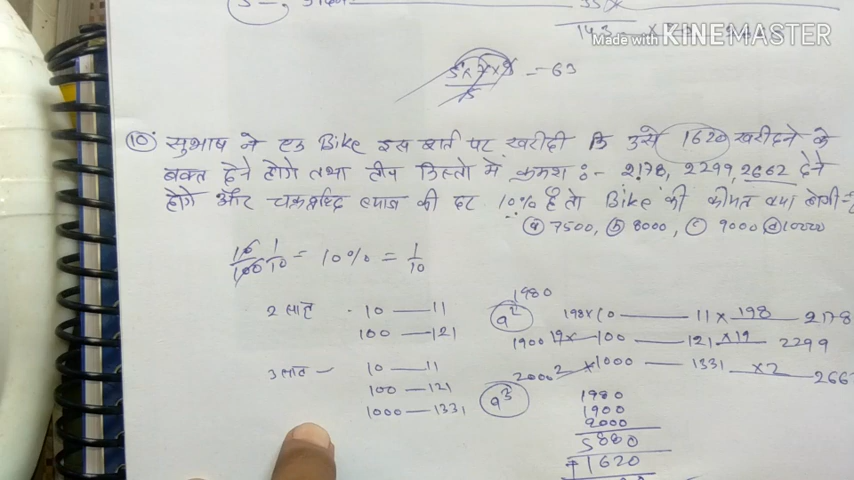 143 × 70
Made with KINEMASTER
5 × 7 × 9 = 63
5
10 सुभाष ने एक Bike इस शर्त पर खरीदी कि उसे 1620 खरीदने के
वक्त देने होंगे तथा तीन किस्तो में क्रमश :- 2178, 2299, 2662 देने
होंगे और चक्रवृद्धि ब्याज की दर 10% है तो Bike की कीमत क्या होगी -?
(a) 7500, (b) 8000, (c) 9000 (d) 10000
10/100 1/10 = 10% = 1/10
1980
2 साल 10 — 11
a² 198×10 — 11 × 198 — 2178
100 — 121
1900 19× 100 — 121 ×19 — 2299
3 साल — 10 — 11
2000 2×1000 — 1331 ×2 — 266
100 — 121
a³
1000 — 1331
1980
1900
2000
5880
+1620